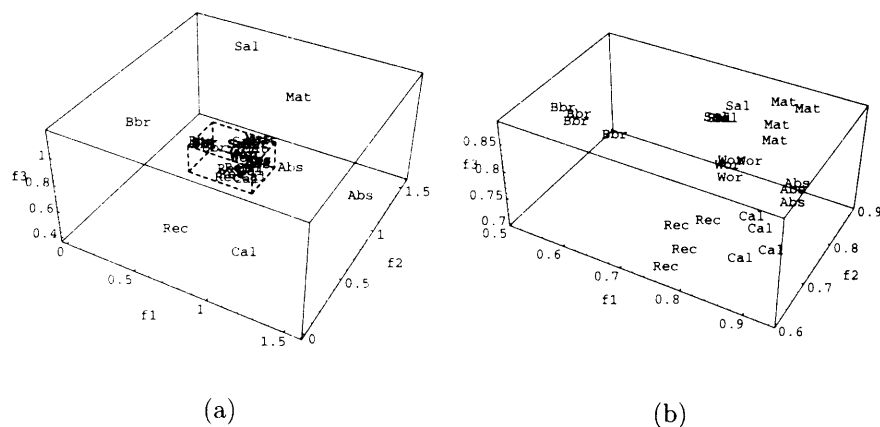 Sal
Mat
Bbr
Abs
Abs
Rec
Cal
1
f3 0.8
0.6
0.4
0
0.5
f1
1
1.5
0
0.5
f2
1
1.5
(a)
Bbr
Bbr
Bbr
Bbr
Sal
Mat
Mat
Mat
Mat
Wor
Wor
Abs
Abs
Abs
Rec
Rec
Rec
Rec
Cal
Cal
Cal
Cal
0.85
f3 0.8
0.75
0.7
0.5
0.6
0.7
f1
0.8
0.9
0.6
0.7
f2
0.8
0.9
(b)